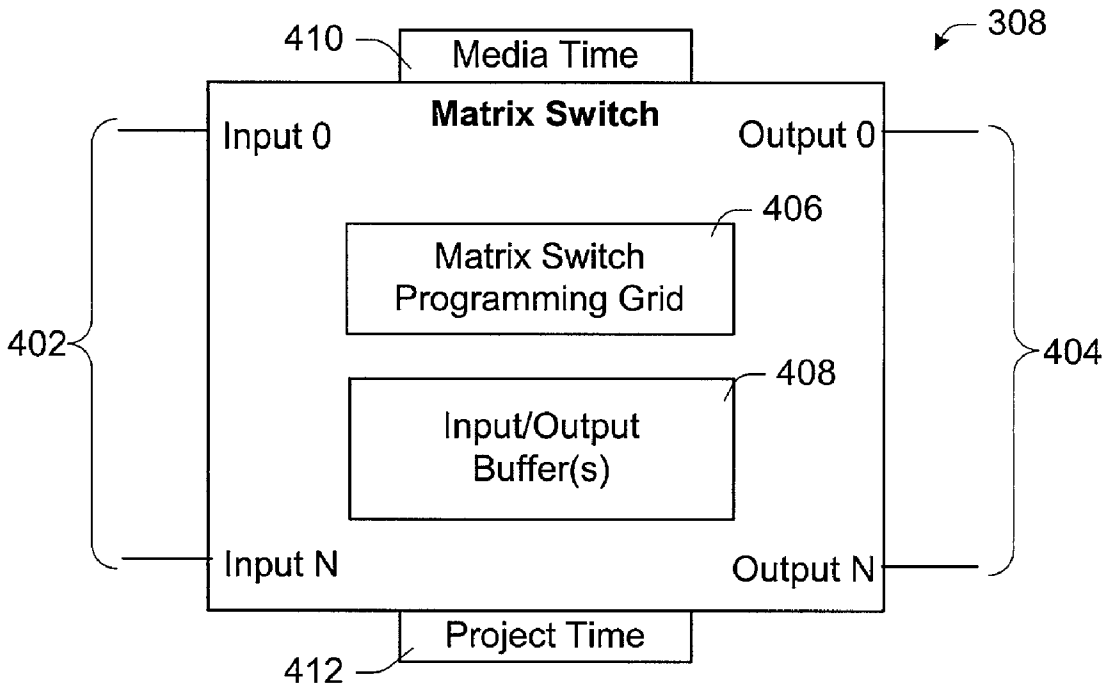 308
410
Media Time
Matrix Switch
Input 0
Output 0
406
Matrix Switch
Programming Grid
402
404
408
Input/Output
Buffer(s)
Input N
Output N
Project Time
412